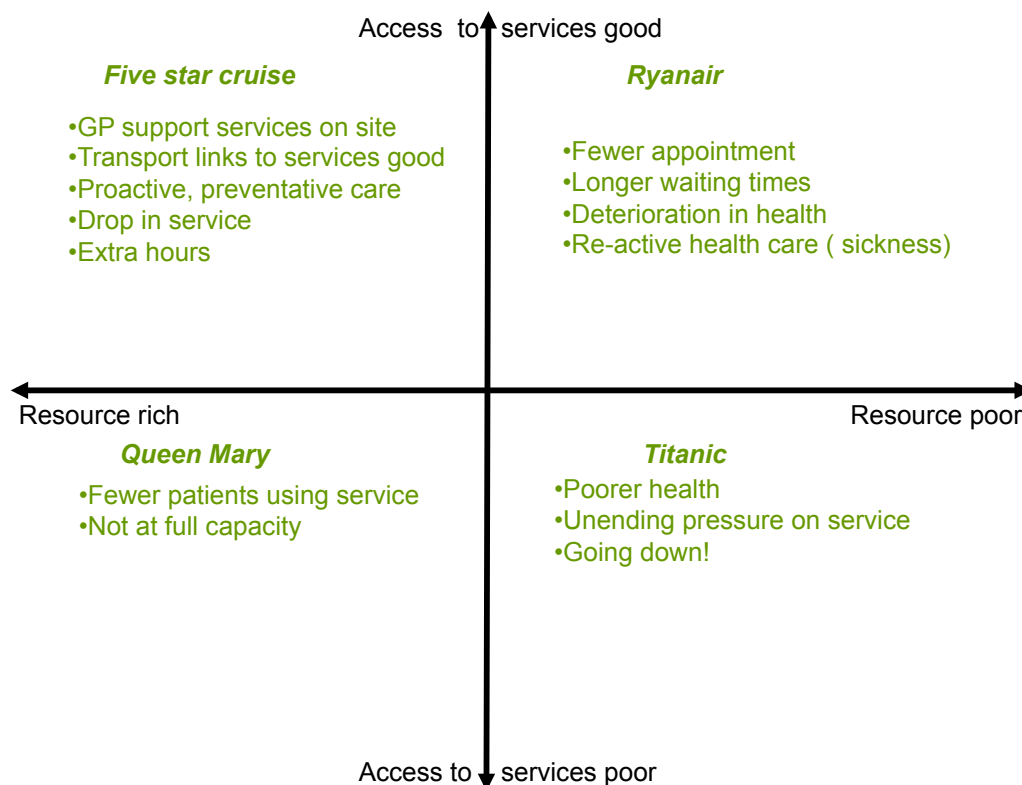 Access to services good
Five star cruise
•GP support services on site
•Transport links to services good
•Proactive, preventative care
•Drop in service
•Extra hours
Ryanair
•Fewer appointment
•Longer waiting times
•Deterioration in health
•Re-active health care ( sickness)
Resource rich
Resource poor
Queen Mary
•Fewer patients using service
•Not at full capacity
Titanic
•Poorer health
•Unending pressure on service
•Going down!
Access to services poor